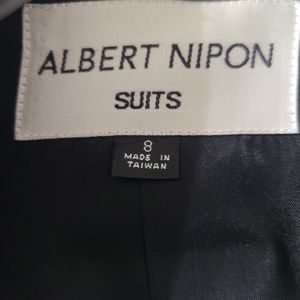 ALBERT NIPON
SUITS
8
MADE IN
TAIWAN